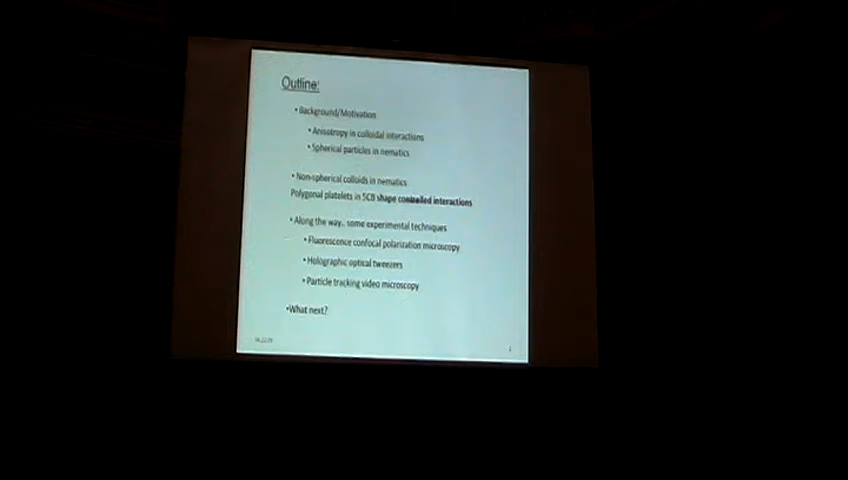 Outline:
• Background/Motivation
• Anisotropy in colloidal interactions
• Spherical particles in nematics
• Non-spherical colloids in nematics
Polygonal platelets in 5CB shape controlled interactions
• Along the way.. some experimental techniques
• Fluorescence confocal polarization microscopy
• Holographic optical tweezers
• Particle tracking video microscopy
•What next?